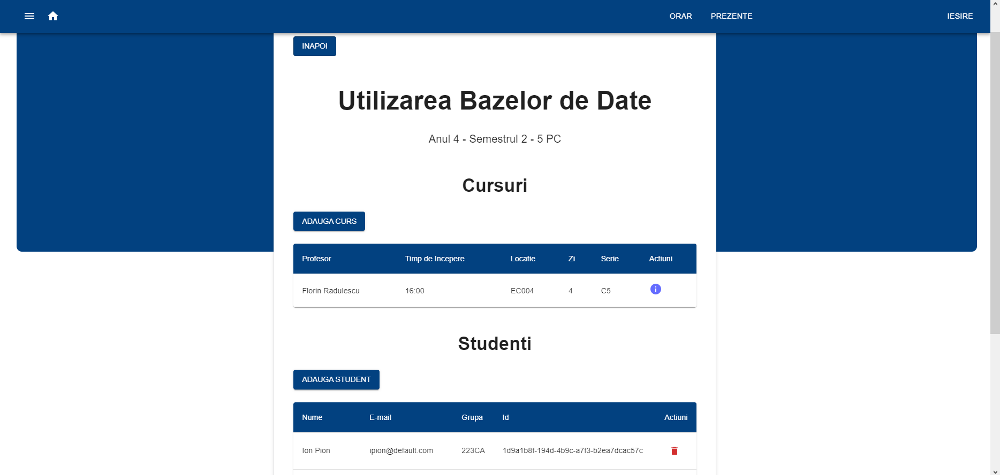 ORAR PREZENTE IESIRE
INAPOI
Utilizarea Bazelor de Date
Anul 4 - Semestrul 2 - 5 PC
Cursuri
ADAUGA CURS
Profesor Timp de Incepere Locatie Zi Serie Actiuni
Florin Radulescu 16:00 EC004 4 C5
Studenti
ADAUGA STUDENT
Nume E-mail Grupa Id Actiuni
Ion Pion ipion@default.com 223CA 1d9a1b8f-194d-4b9c-a7f3-b2ea7dcac57c